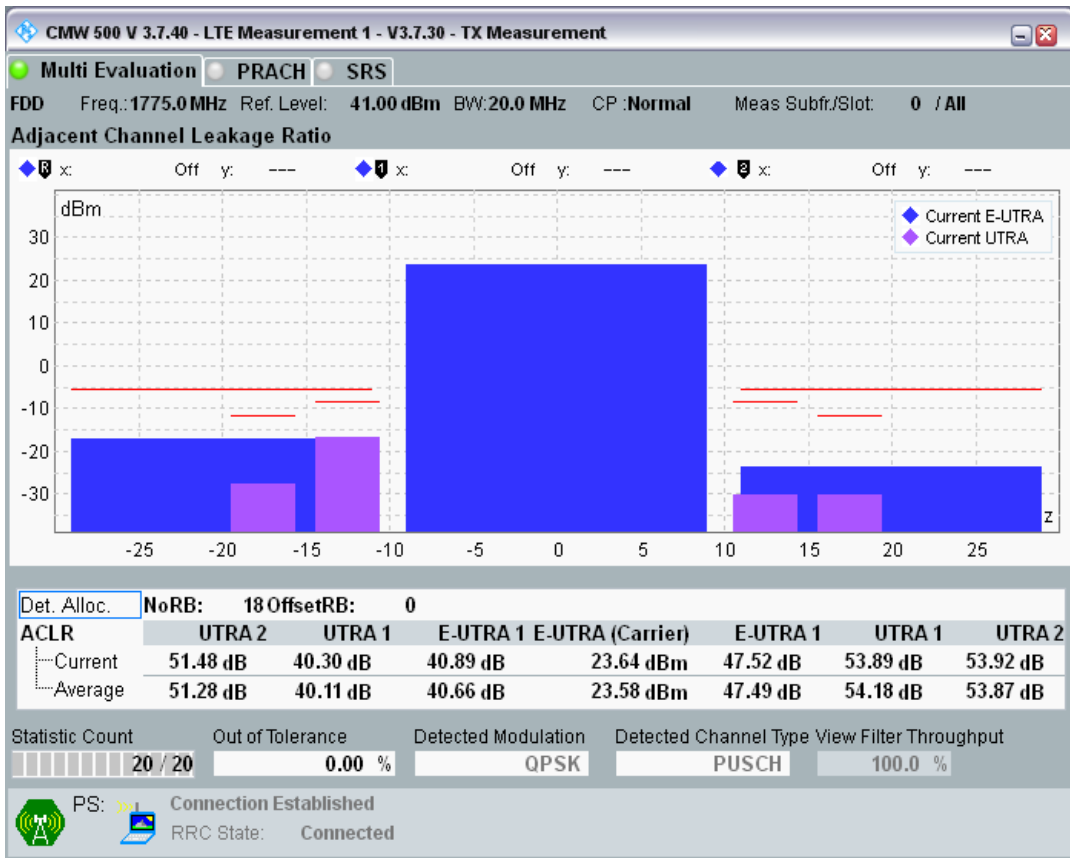 CMW 500 V 3.7.40 - LTE Measurement 1 - V3.7.30 - TX Measurement
Multi Evaluation PRACH SRS
FDD Freq.:1775.0 MHz Ref. Level: 41.00 dBm BW:20.0 MHz CP :Normal Meas Subfr./Slot: 0 / All
Adjacent Channel Leakage Ratio
R x: Off y: --- 1 x: Off y: --- 2 x: Off y: ---
dBm
Current E-UTRA
Current UTRA
30
20
10
0
-10
-20
-30
z
-25 -20 -15 -10 -5 0 5 10 15 20 25
Det. Alloc. NoRB: 18 OffsetRB: 0
ACLR UTRA 2 UTRA 1 E-UTRA 1 E-UTRA (Carrier) E-UTRA 1 UTRA 1 UTRA 2
Current 51.48 dB 40.30 dB 40.89 dB 23.64 dBm 47.52 dB 53.89 dB 53.92 dB
Average 51.28 dB 40.11 dB 40.66 dB 23.58 dBm 47.49 dB 54.18 dB 53.87 dB
Statistic Count Out of Tolerance Detected Modulation Detected Channel Type View Filter Throughput
20 / 20 0.00 % QPSK PUSCH 100.0 %
PS: Connection Established
RRC State: Connected